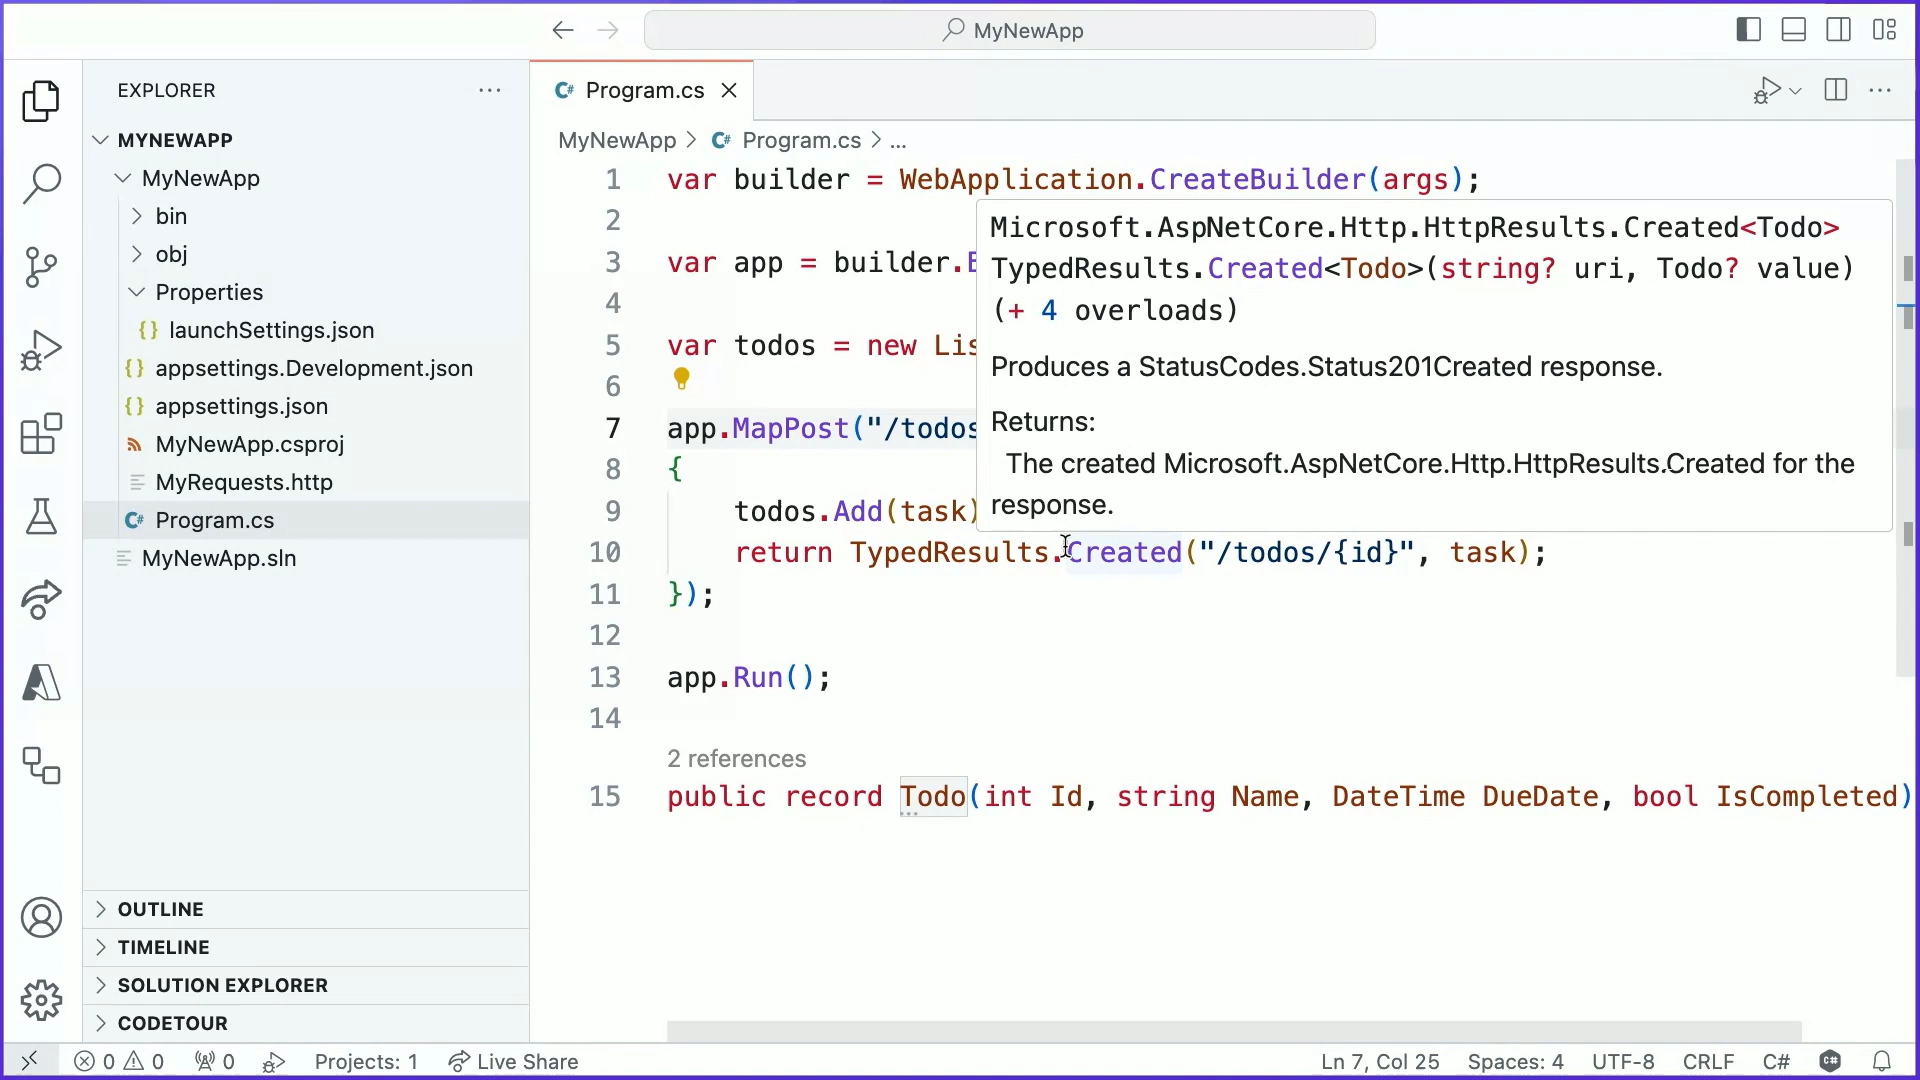 MyNewApp
EXPLORER
MYNEWAPP
MyNewApp
bin
obj
Properties
{} launchSettings.json
{} appsettings.Development.json
{} appsettings.json
MyNewApp.csproj
MyRequests.http
C# Program.cs
MyNewApp.sln
OUTLINE
TIMELINE
SOLUTION EXPLORER
CODETOUR
C# Program.cs
MyNewApp > C# Program.cs > ...
1 var builder = WebApplication.CreateBuilder(args);
2
3 var app = builder.
4
5 var todos = new Lis
6
7 app.MapPost("/todos
8 {
9 todos.Add(task)
10 return TypedResults.Created("/todos/{id}", task);
11 });
12
13 app.Run();
14
2 references
15 public record Todo(int Id, string Name, DateTime DueDate, bool IsCompleted)
Microsoft.AspNetCore.Http.HttpResults.Created<Todo>
TypedResults.Created<Todo>(string? uri, Todo? value)
(+ 4 overloads)
Produces a StatusCodes.Status201Created response.
Returns:
The created Microsoft.AspNetCore.Http.HttpResults.Created for the
response.
0 0 0 Projects: 1 Live Share Ln 7, Col 25 Spaces: 4 UTF-8 CRLF C#